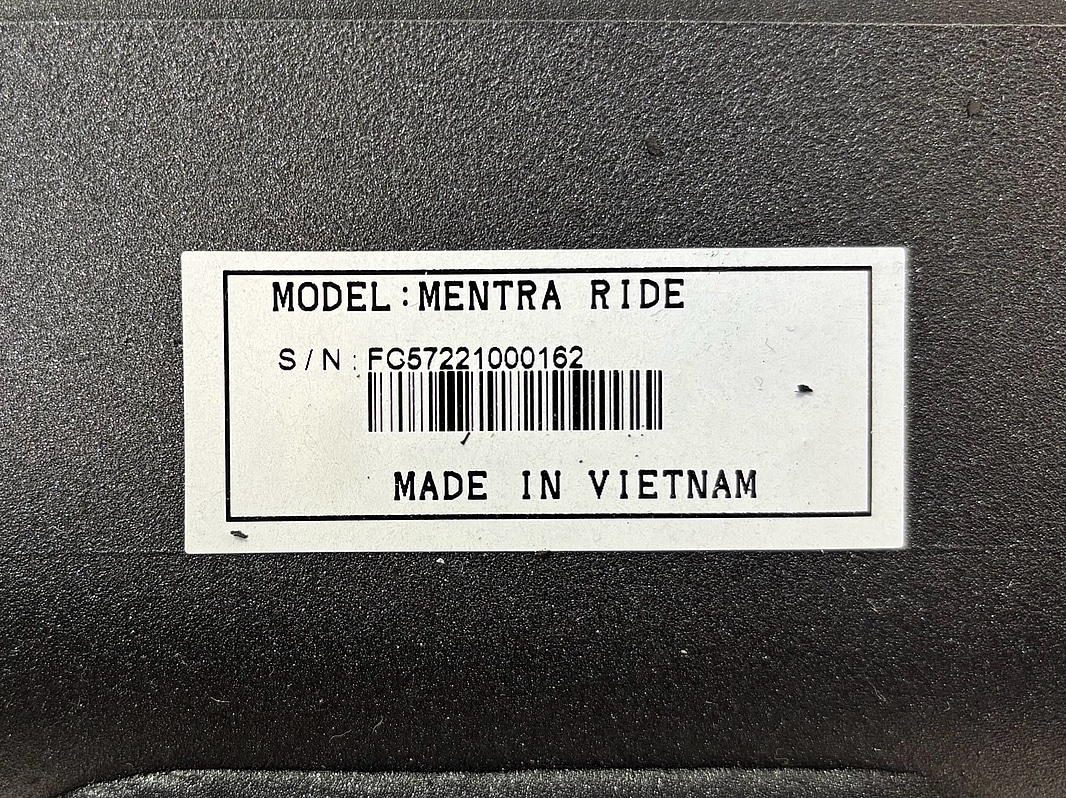 MODEL:MENTRA RIDE
S/N:FC57221000162
MADE IN VIETNAM